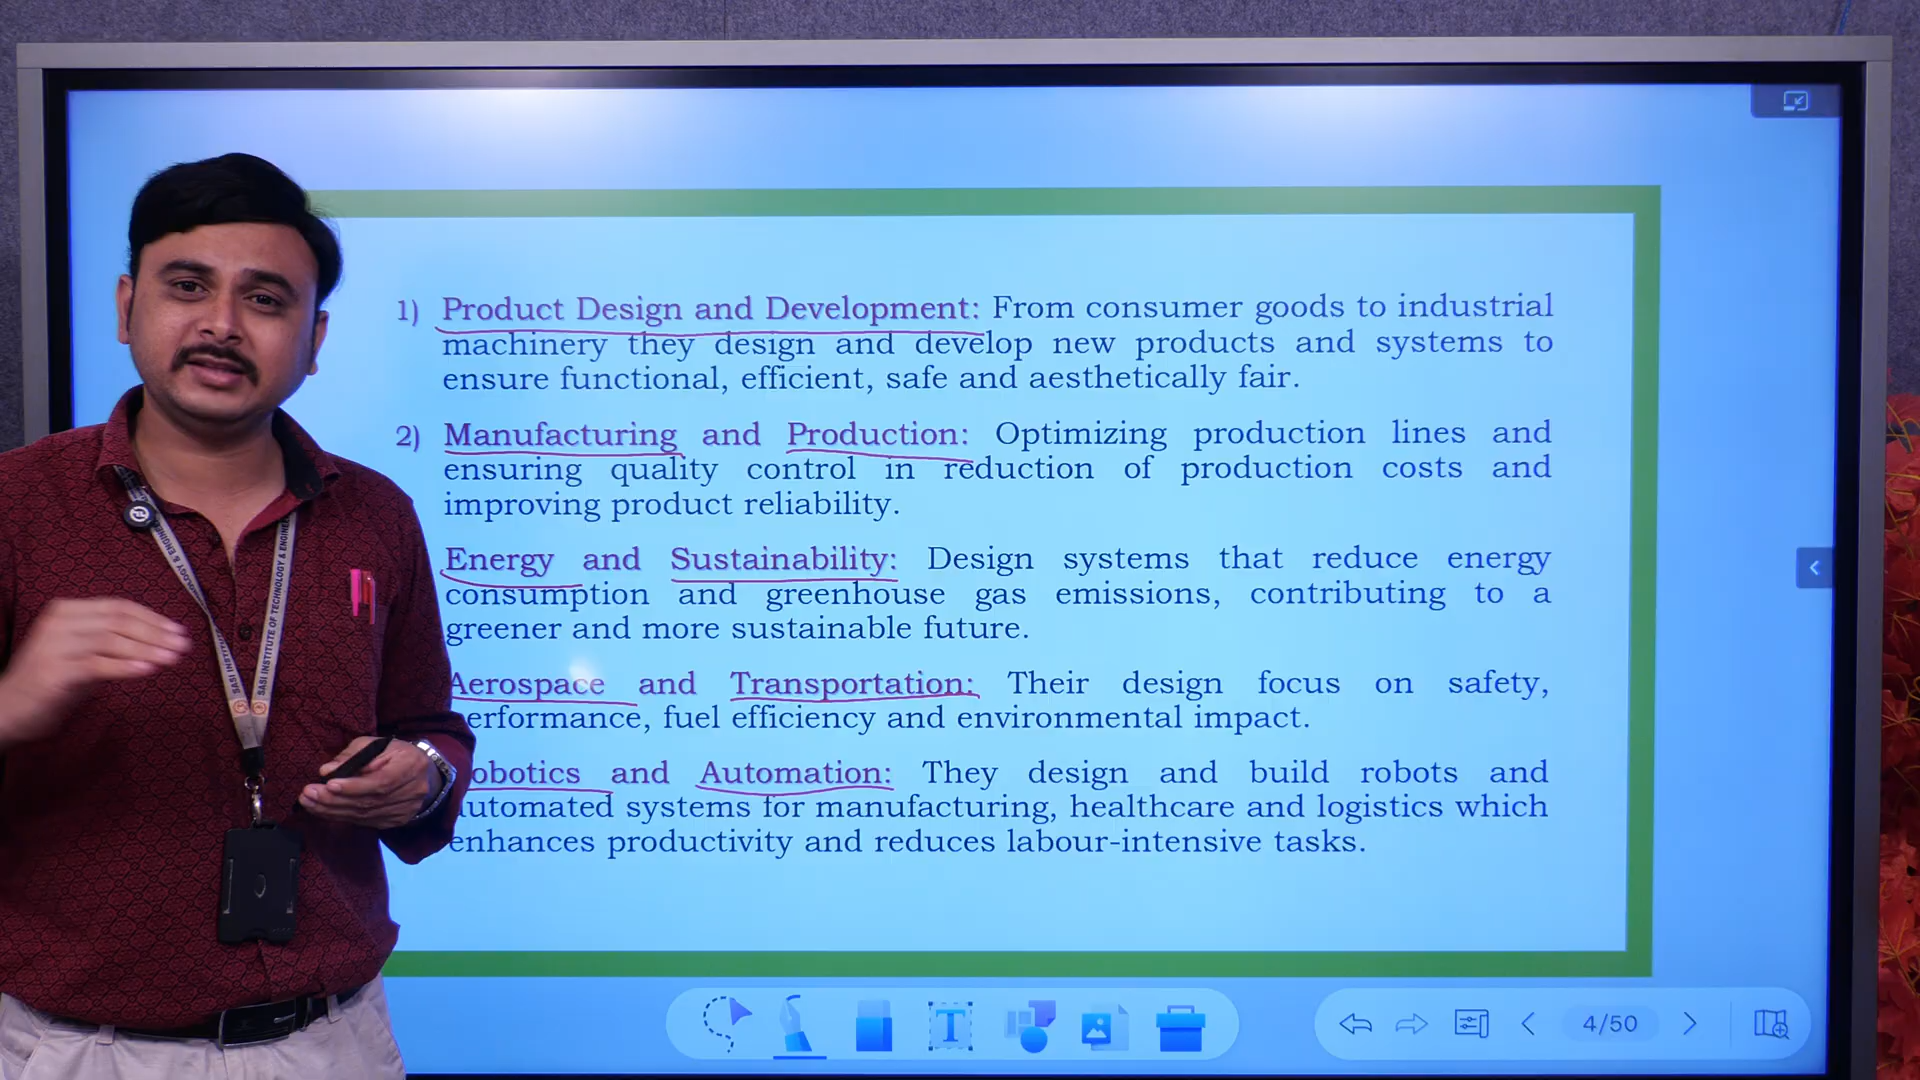 1) Product Design and Development: From consumer goods to industrial
machinery they design and develop new products and systems to
ensure functional, efficient, safe and aesthetically fair.
2) Manufacturing and Production: Optimizing production lines and
ensuring quality control in reduction of production costs and
improving product reliability.
Energy and Sustainability: Design systems that reduce energy
consumption and greenhouse gas emissions, contributing to a
greener and more sustainable future.
Aerospace and Transportation: Their design focus on safety,
erformance, fuel efficiency and environmental impact.
obotics and Automation: They design and build robots and
utomated systems for manufacturing, healthcare and logistics which
enhances productivity and reduces labour-intensive tasks.
SASI INSTITUTE OF TECHNOLOGY & ENGINEE
SASI INSTI
NOLOGY & ENGINEE
T
4/50